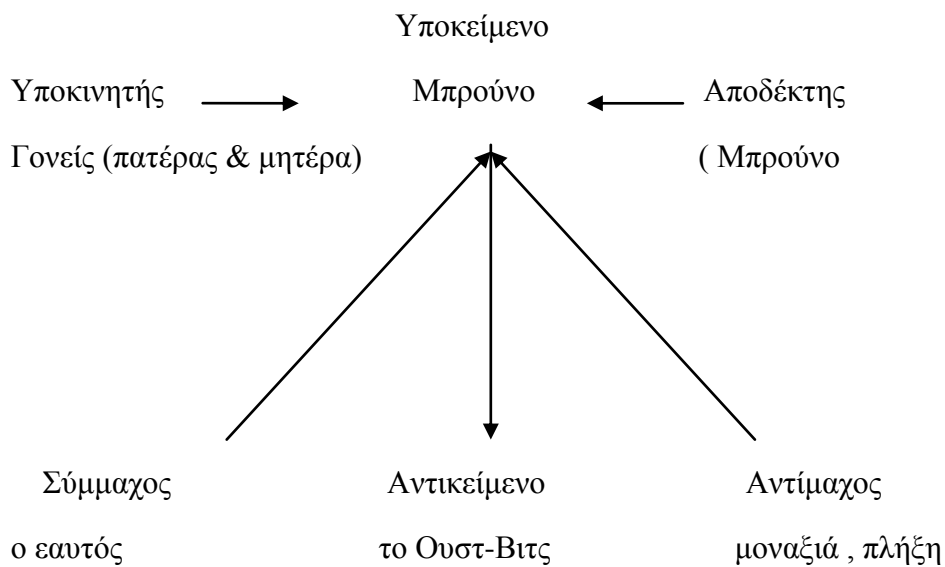 Υποκείμενο
Υποκινητής Μπρούνο Αποδέκτης
Γονείς (πατέρας & μητέρα) ( Μπρούνο
Σύμμαχος Αντικείμενο Αντίμαχος
ο εαυτός το Ουστ-Βιτς μοναξιά , πλήξη